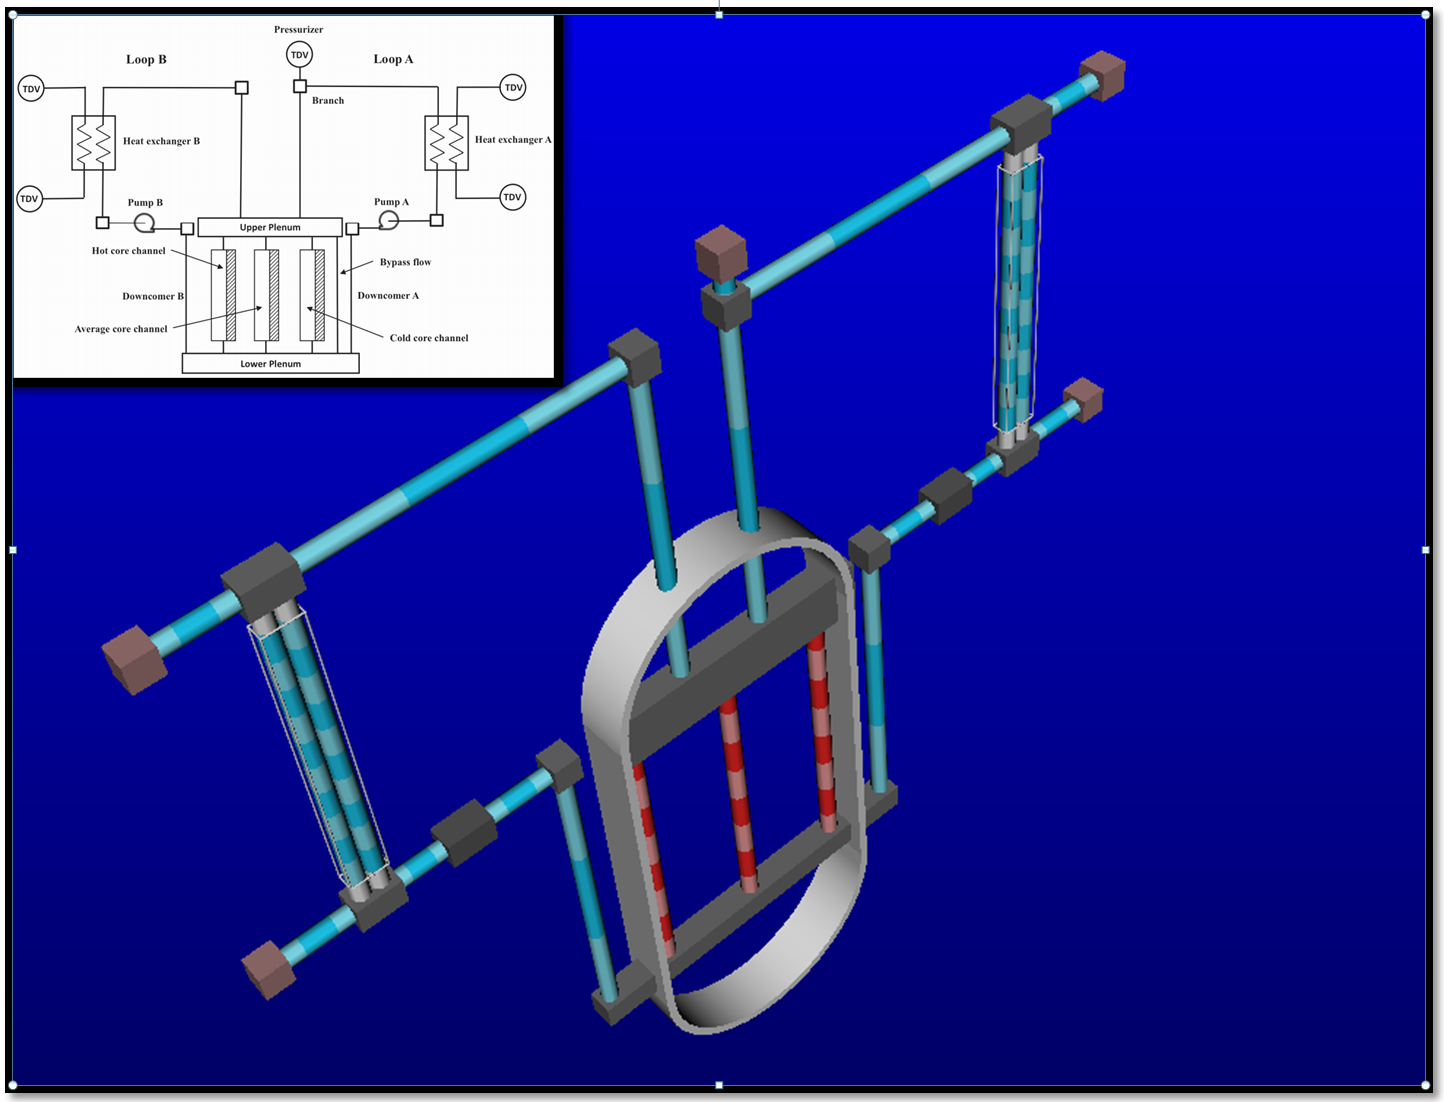 Pressurizer
Loop B
TDV
Loop A
TDV
TDV
Branch
Heat exchanger B
Heat exchanger A
TDV
TDV
Pump B
Pump A
Upper Plenum
Hot core channel
Bypass flow
Downcomer B
Downcomer A
Average core channel
Cold core channel
Lower Plenum